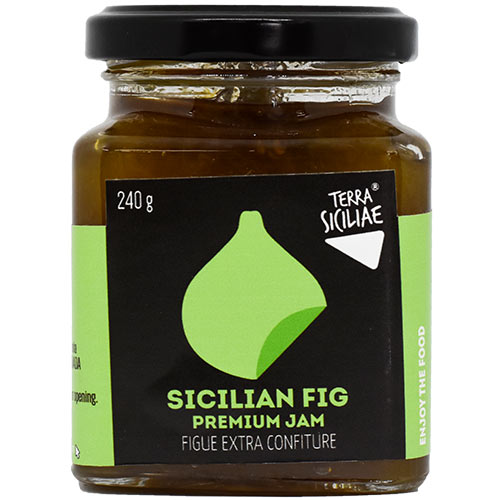 240 g
TERRA®
SICILIAE
SICILIAN FIG
PREMIUM JAM
FIGUE EXTRA CONFITURE
ENJOY THE FOOD
opening.